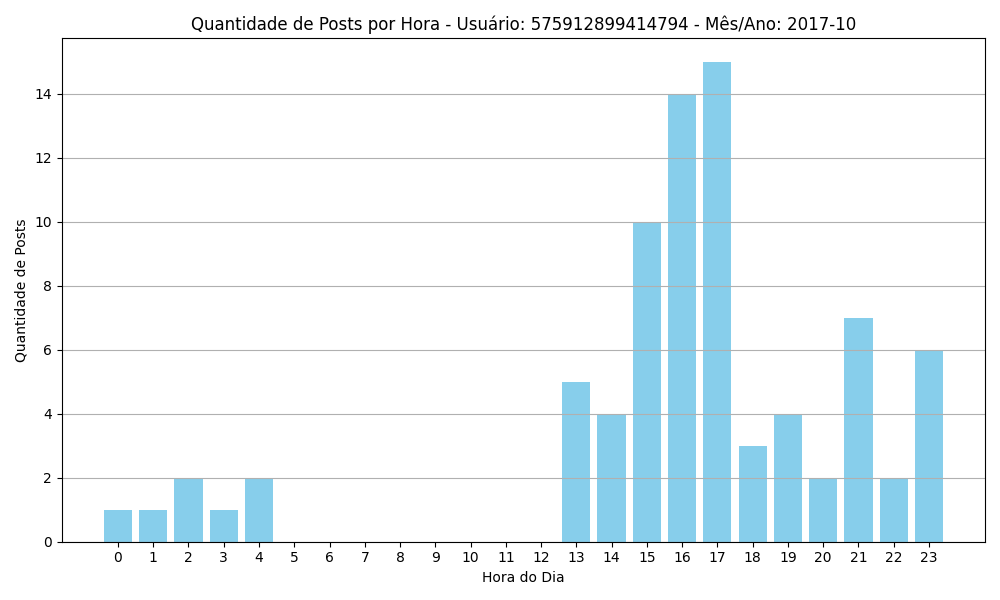 Quantidade de Posts por Hora - Usuário: 575912899414794 - Mês/Ano: 2017-10
Quantidade de Posts
14
12
10
8
6
4
2
0
0 1 2 3 4 5 6 7 8 9 10 11 12 13 14 15 16 17 18 19 20 21 22 23
Hora do Dia